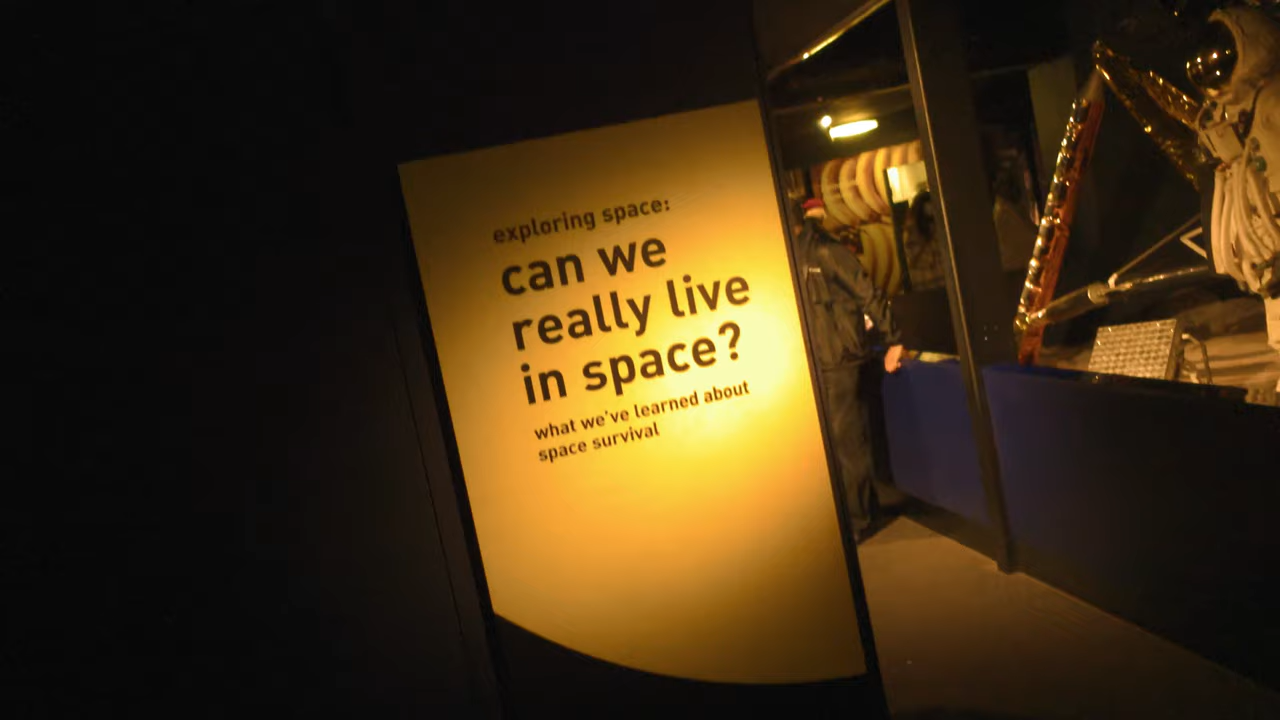 exploring space:
can we
really live
in space?
what we've learned about
space survival